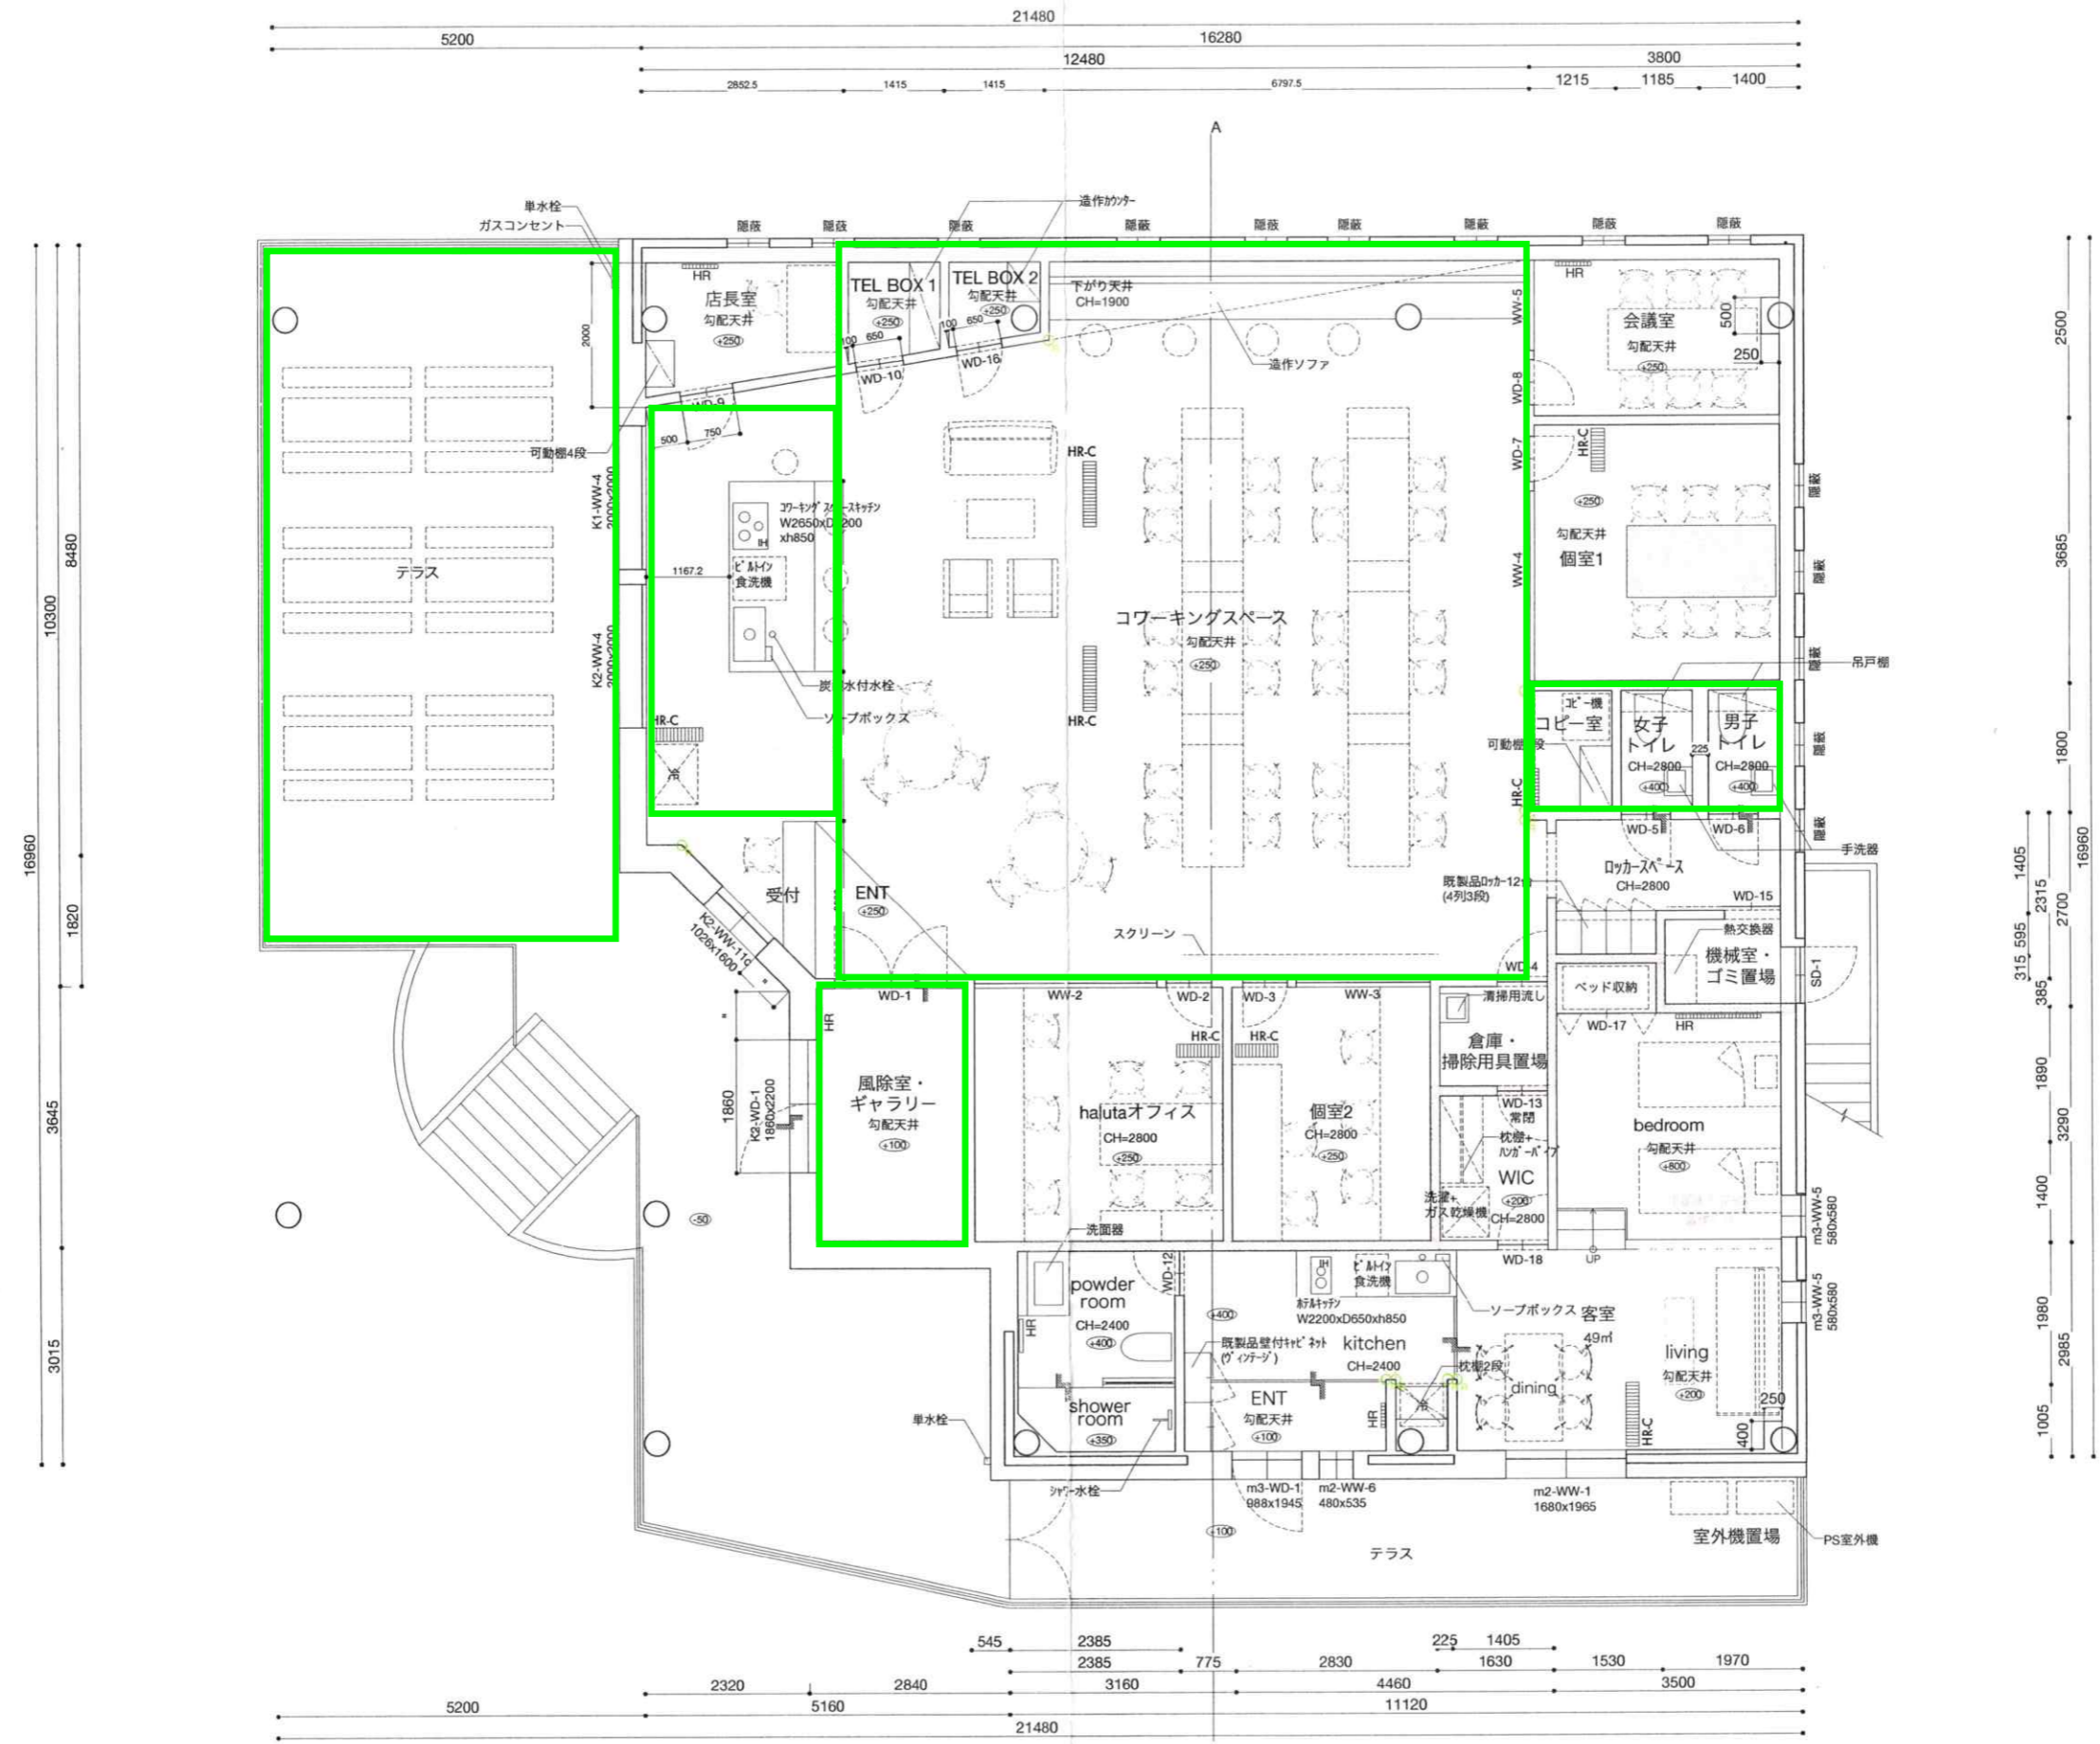 21480
5200
16280
12480
3800
2852.5
1415
1415
6797.5
1215
1185
1400
A
単水栓
ガスコンセント
造作カウンター
隠蔽
隠蔽
隠蔽
隠蔽
隠蔽
隠蔽
隠蔽
隠蔽
隠蔽
HR
店長室
勾配天井
+250
2000
TEL BOX 1
勾配天井
+250
100
650
TEL BOX 2
勾配天井
+250
100
650
下がり天井
CH=1900
WW-5
HR
会議室
勾配天井
+250
500
250
2500
造作ソファ
WD-10
WD-16
WD-8
WD-9
500
750
可動棚4段
HR-C
WD-7
HR-C
+250
勾配天井
個室1
隠蔽
K1-WW-4
2000x2000
コワーキングスペースキッチン
W2650xD1200
xh850
IH
ビルトイン
食洗機
1167.2
テラス
WW-4
隠蔽
3685
8480
10300
コワーキングスペース
勾配天井
+250
K2-WW-4
2000x2000
隠蔽
吊戸棚
炭酸水付水栓
ソープボックス
HR-C
HR-C
冷
コピー機
コピー室
女子
トイレ
CH=2800
+400
225
男子
トイレ
CH=2800
+400
隠蔽
1800
可動棚
段
HR-C
WD-5
WD-6
隠蔽
手洗器
16960
16960
1820
受付
ENT
+250
ロッカースペース
CH=2800
既製品ロッカー12台
(4列3段)
WD-15
1405
2315
2700
595
315
385
K2-WW-11c
1026x1600
スクリーン
WD-4
熱交換器
機械室・
ゴミ置場
SD-1
WD-1
WW-2
WD-2
WD-3
WW-3
清掃用流し
ベッド収納
WD-17
HR
HR
HR-C
HR-C
倉庫・
掃除用具置場
1860
K2-WD-1
1860x2200
風除室・
ギャラリー
勾配天井
+100
halutaオフィス
CH=2800
+250
個室2
CH=2800
+250
WD-13
常閉
枕棚+
ハンガーパイプ
WIC
+200
CH=2800
洗濯+
ガス乾燥機
bedroom
勾配天井
+800
1890
3290
1400
3645
-50
洗面器
WD-12
WD-18
UP
m3-WW-5
580x580
m3-WW-5
580x580
powder
room
CH=2400
+400
HR
IH
ビルトイン
食洗機
ホテルキッチン
W2200xD650xh850
+400
既製品壁付キャビネット
(ヴィンテージ)
kitchen
CH=2400
ソープボックス
客室
49㎡
枕棚2段
冷
dining
living
勾配天井
+200
250
400
HR-C
1980
2985
1005
3015
shower
room
+350
単水栓
ENT
勾配天井
+100
HR
シャワー水栓
m3-WD-1
988x1945
m2-WW-6
480x535
m2-WW-1
1680x1965
+100
テラス
室外機置場
PS室外機
545
2385
225
1405
2385
775
2830
1630
1530
1970
2320
2840
3160
4460
3500
5200
5160
11120
21480